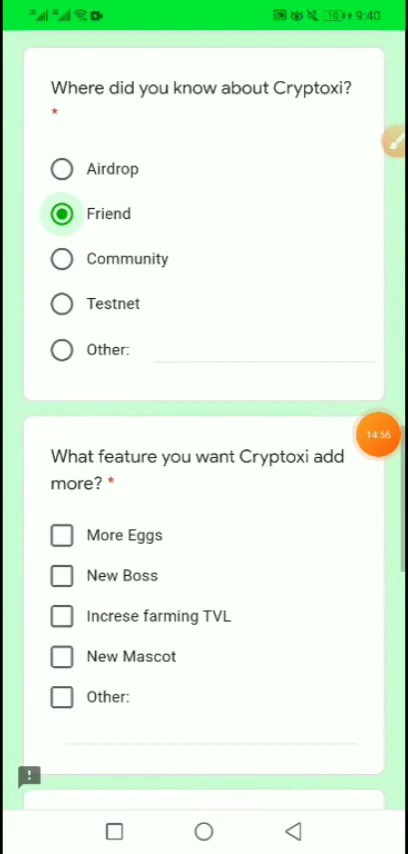 9:40
Where did you know about Cryptoxi?
*
Airdrop
Friend
Community
Testnet
Other:
14:56
What feature you want Cryptoxi add
more? *
More Eggs
New Boss
Increse farming TVL
New Mascot
Other: